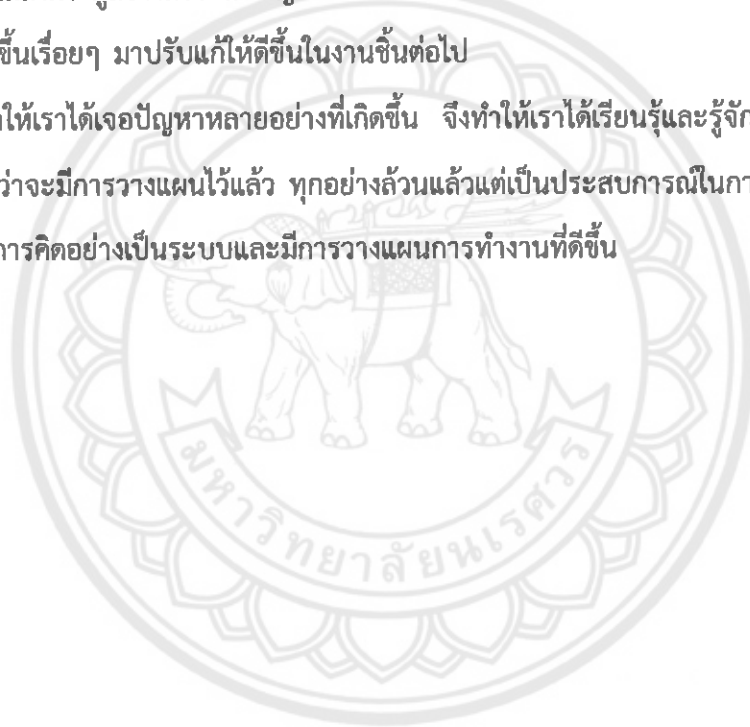 ขึ้นเรื่อยๆ มาปรับแก้ให้ดีขึ้นในงานชิ้นต่อไป
ให้เราได้เจอปัญหาหลายอย่างที่เกิดขึ้น จึงทำให้เราได้เรียนรู้และรู้จัก
ว่าจะมีการวางแผนไว้แล้ว ทุกอย่างล้วนแล้วแต่เป็นประสบการณ์ในกา
การคิดอย่างเป็นระบบและมีการวางแผนการทำงานที่ดีขึ้น
มหาวิทยาลัยนเรศวร